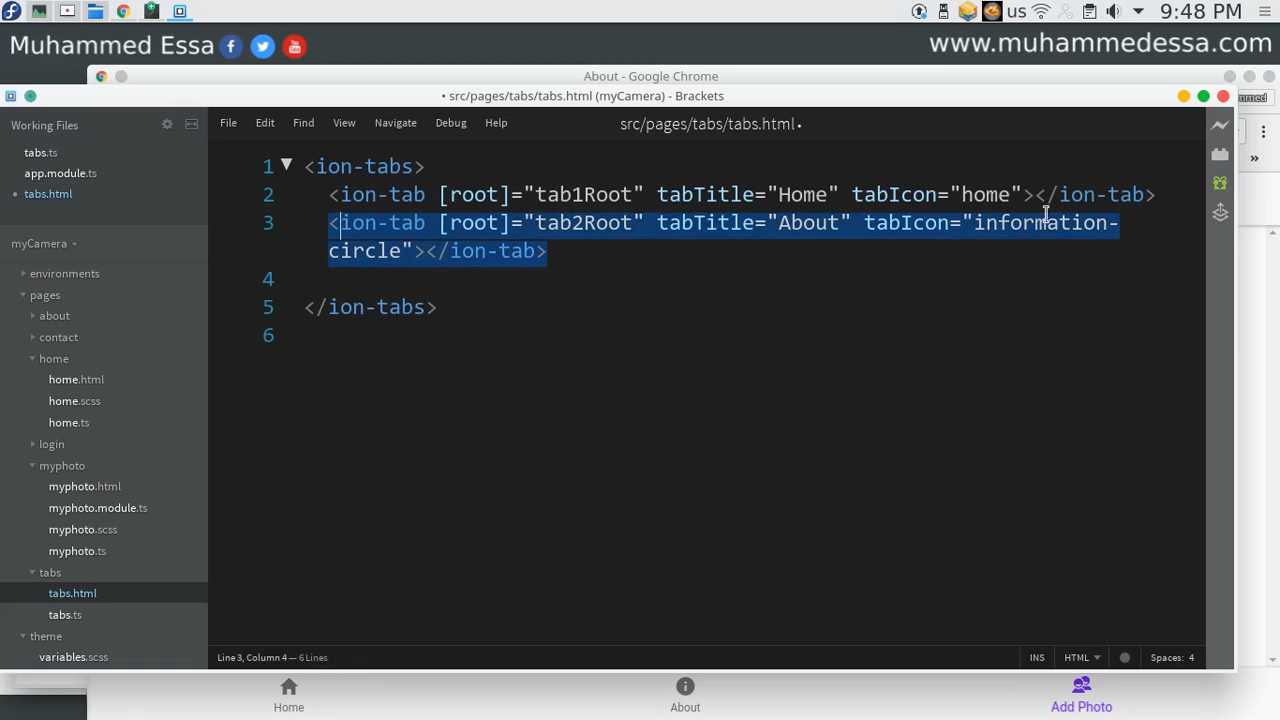 us 9:48 PM
Muhammed Essa www.muhammedessa.com
About - Google Chrome
• src/pages/tabs/tabs.html (myCamera) - Brackets
Working Files
File Edit Find View Navigate Debug Help
src/pages/tabs/tabs.html •
tabs.ts
app.module.ts
tabs.html
myCamera
environments
pages
about
contact
home
home.html
home.scss
home.ts
login
myphoto
myphoto.html
myphoto.module.ts
myphoto.scss
myphoto.ts
tabs
tabs.html
tabs.ts
theme
variables.scss
1 <ion-tabs>
2 <ion-tab [root]="tab1Root" tabTitle="Home" tabIcon="home"></ion-tab>
3 <ion-tab [root]="tab2Root" tabTitle="About" tabIcon="information-
circle"></ion-tab>
4
5 </ion-tabs>
6
Line 3, Column 4 — 6 Lines
INS HTML Spaces: 4
Home About Add Photo